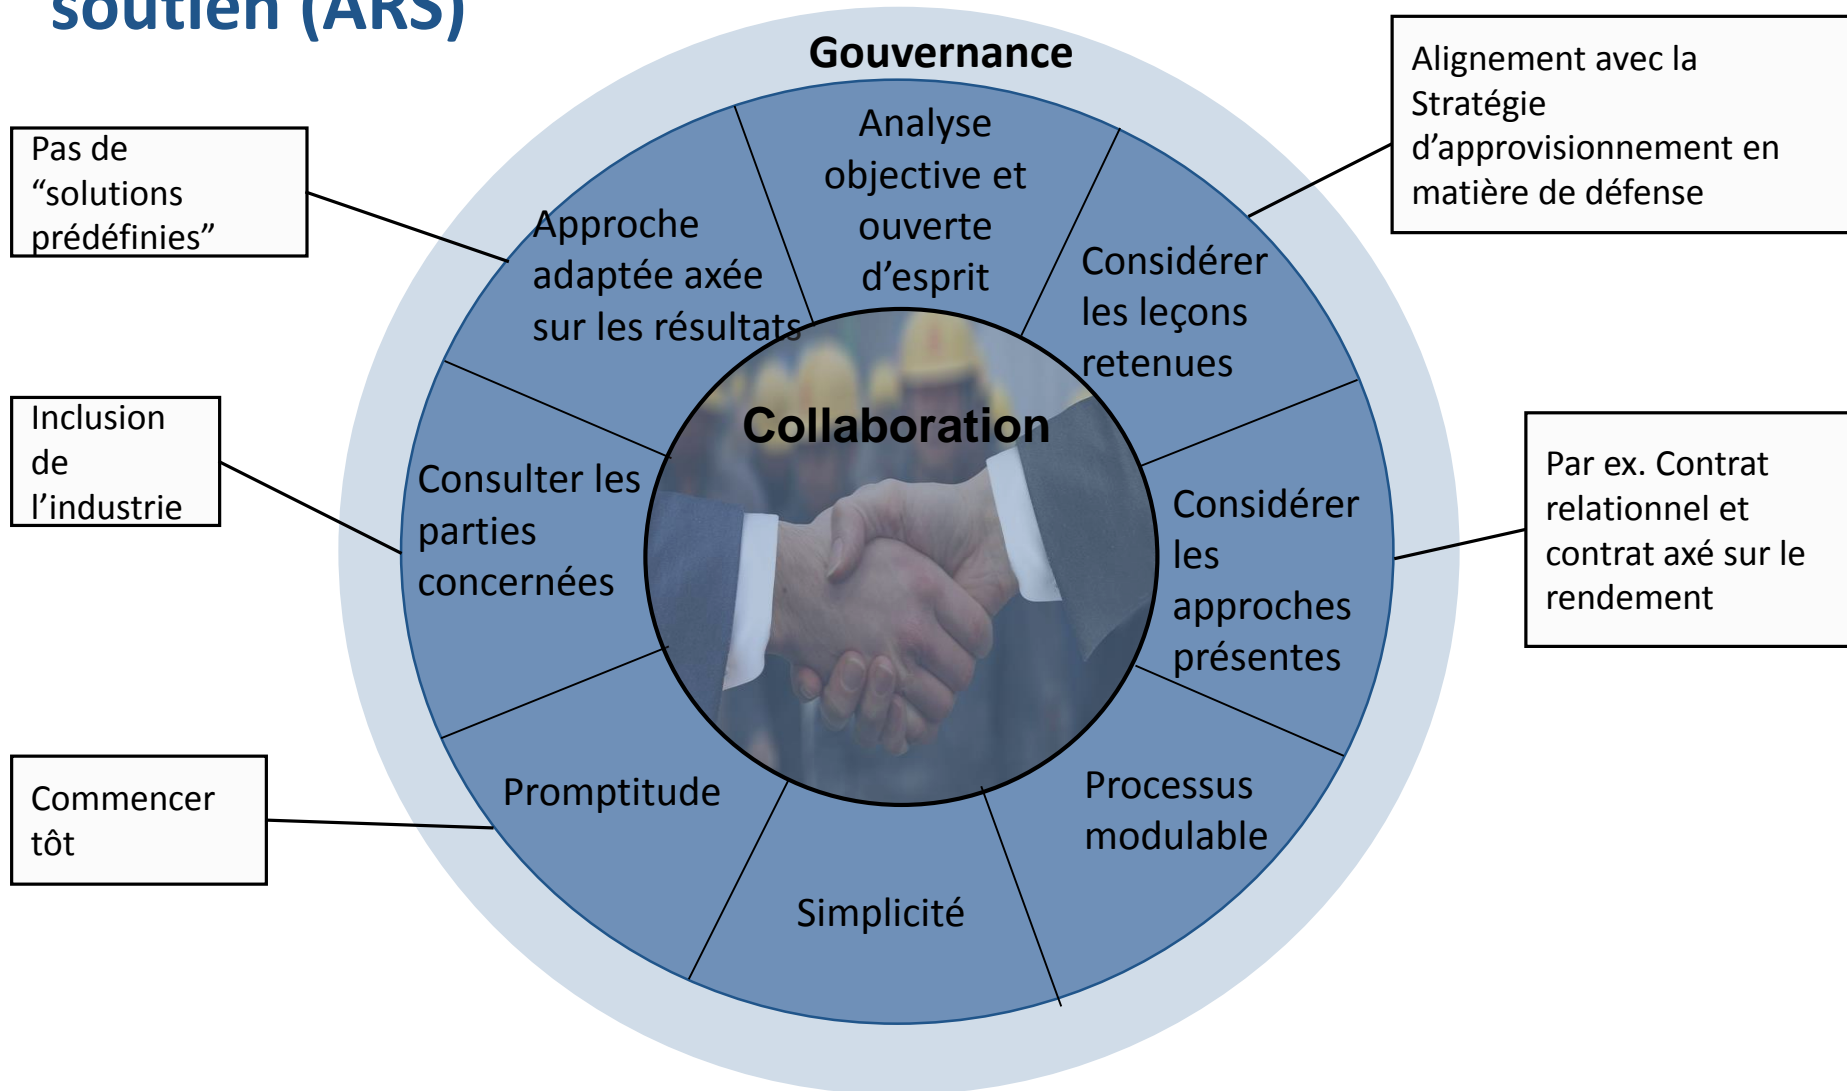 soutien (ARS)
Gouvernance
Analyse
objective et
ouverte
d’esprit
Considérer
les leçons
retenues
Considérer
les
approches
présentes
Processus
modulable
Simplicité
Promptitude
Consulter les
parties
concernées
Approche
adaptée axée
sur les résultats
Collaboration
Alignement avec la
Stratégie
d’approvisionnement en
matière de défense
Par ex. Contrat
relationnel et
contrat axé sur le
rendement
Pas de
“solutions
prédéfinies”
Inclusion
de
l’industrie
Commencer
tôt